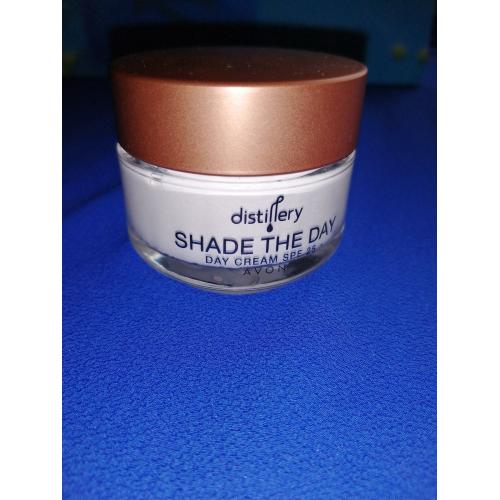 distillery
SHADE THE DAY
DAY CREAM SPF 25
AVON